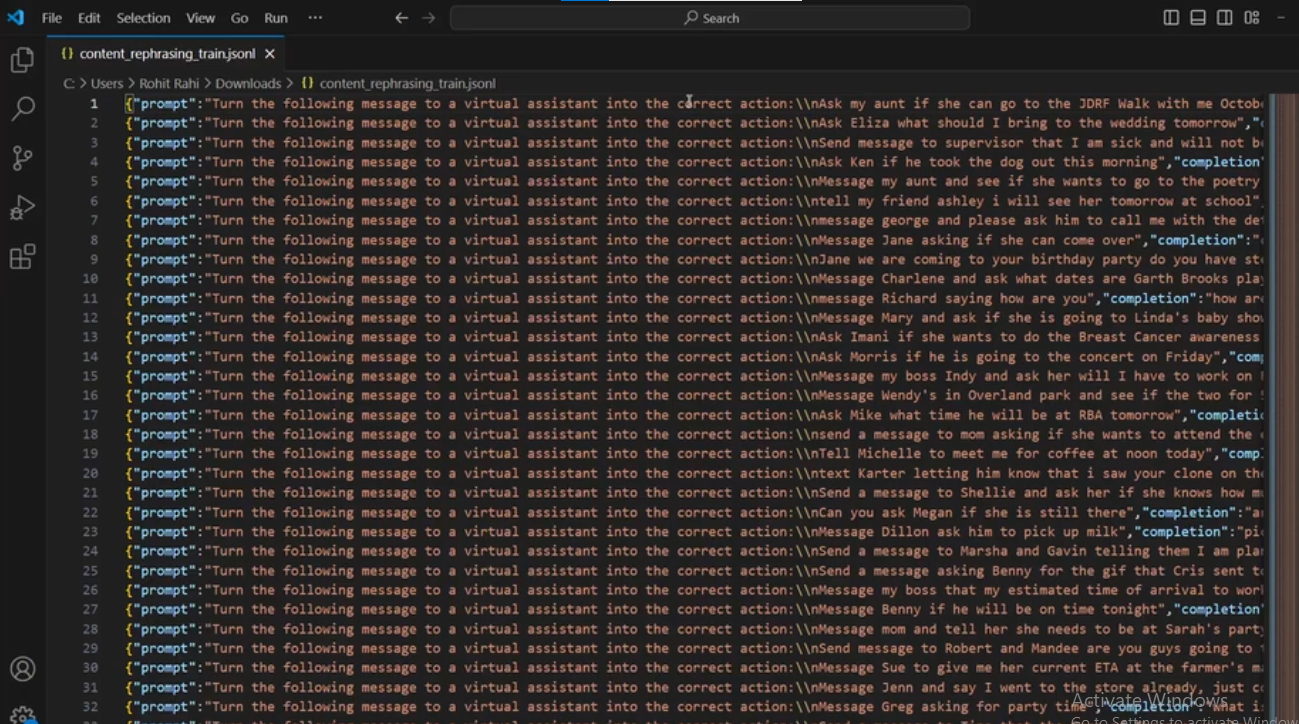 File Edit Selection View Go Run ... Search
{} content_rephrasing_train.jsonl
C: > Users > Rohit Rahi > Downloads > {} content_rephrasing_train.jsonl
1 {"prompt":"Turn the following message to a virtual assistant into the correct action:\\nAsk my aunt if she can go to the JDRF Walk with me
2 {"prompt":"Turn the following message to a virtual assistant into the correct action:\\nAsk Eliza what should I bring to the wedding tomorrow","
3 {"prompt":"Turn the following message to a virtual assistant into the correct action:\\nSend message to supervisor that I am sick and will not
4 {"prompt":"Turn the following message to a virtual assistant into the correct action:\\nAsk Ken if he took the dog out this morning","completion
5 {"prompt":"Turn the following message to a virtual assistant into the correct action:\\nMessage my aunt and see if she wants to go to the poetry
6 {"prompt":"Turn the following message to a virtual assistant into the correct action:\\ntell my friend ashley i will see her tomorrow at school"
7 {"prompt":"Turn the following message to a virtual assistant into the correct action:\\nmessage george and please ask him to call me with the
8 {"prompt":"Turn the following message to a virtual assistant into the correct action:\\nMessage Jane asking if she can come over","completion":"
9 {"prompt":"Turn the following message to a virtual assistant into the correct action:\\nJane we are coming to your birthday party do you have
10 {"prompt":"Turn the following message to a virtual assistant into the correct action:\\nMessage Charlene and ask what dates are Garth Brooks
11 {"prompt":"Turn the following message to a virtual assistant into the correct action:\\nmessage Richard saying how are you","completion":"how
12 {"prompt":"Turn the following message to a virtual assistant into the correct action:\\nMessage Mary and ask if she is going to Linda's baby
13 {"prompt":"Turn the following message to a virtual assistant into the correct action:\\nAsk Imani if she wants to do the Breast Cancer awareness
14 {"prompt":"Turn the following message to a virtual assistant into the correct action:\\nAsk Morris if he is going to the concert on Friday","com
15 {"prompt":"Turn the following message to a virtual assistant into the correct action:\\nMessage my boss Indy and ask her will I have to work on
16 {"prompt":"Turn the following message to a virtual assistant into the correct action:\\nMessage Wendy's in Overland park and see if the two for
17 {"prompt":"Turn the following message to a virtual assistant into the correct action:\\nAsk Mike what time he will be at RBA tomorrow","completi
18 {"prompt":"Turn the following message to a virtual assistant into the correct action:\\nsend a message to mom asking if she wants to attend the
19 {"prompt":"Turn the following message to a virtual assistant into the correct action:\\nTell Michelle to meet me for coffee at noon today","comp
20 {"prompt":"Turn the following message to a virtual assistant into the correct action:\\ntext Karter letting him know that i saw your clone on
21 {"prompt":"Turn the following message to a virtual assistant into the correct action:\\nSend a message to Shellie and ask her if she knows how
22 {"prompt":"Turn the following message to a virtual assistant into the correct action:\\nCan you ask Megan if she is still there","completion":"
23 {"prompt":"Turn the following message to a virtual assistant into the correct action:\\nMessage Dillon ask him to pick up milk","completion":"
24 {"prompt":"Turn the following message to a virtual assistant into the correct action:\\nSend a message to Marsha and Gavin telling them I am
25 {"prompt":"Turn the following message to a virtual assistant into the correct action:\\nSend a message asking Benny for the gif that Cris sent
26 {"prompt":"Turn the following message to a virtual assistant into the correct action:\\nMessage my boss that my estimated time of arrival to
27 {"prompt":"Turn the following message to a virtual assistant into the correct action:\\nMessage Benny if he will be on time tonight","completion
28 {"prompt":"Turn the following message to a virtual assistant into the correct action:\\nMessage mom and tell her she needs to be at Sarah's party
29 {"prompt":"Turn the following message to a virtual assistant into the correct action:\\nSend message to Robert and Mandee are you guys going to
30 {"prompt":"Turn the following message to a virtual assistant into the correct action:\\nMessage Sue to give me her current ETA at the farmer's
31 {"prompt":"Turn the following message to a virtual assistant into the correct action:\\nMessage Jenn and say I went to the store already, just
32 {"prompt":"Turn the following message to a virtual assistant into the correct action:\\nMessage Greg asking for party time","completion":"what is
Activate Windows
Go to Settings to activate